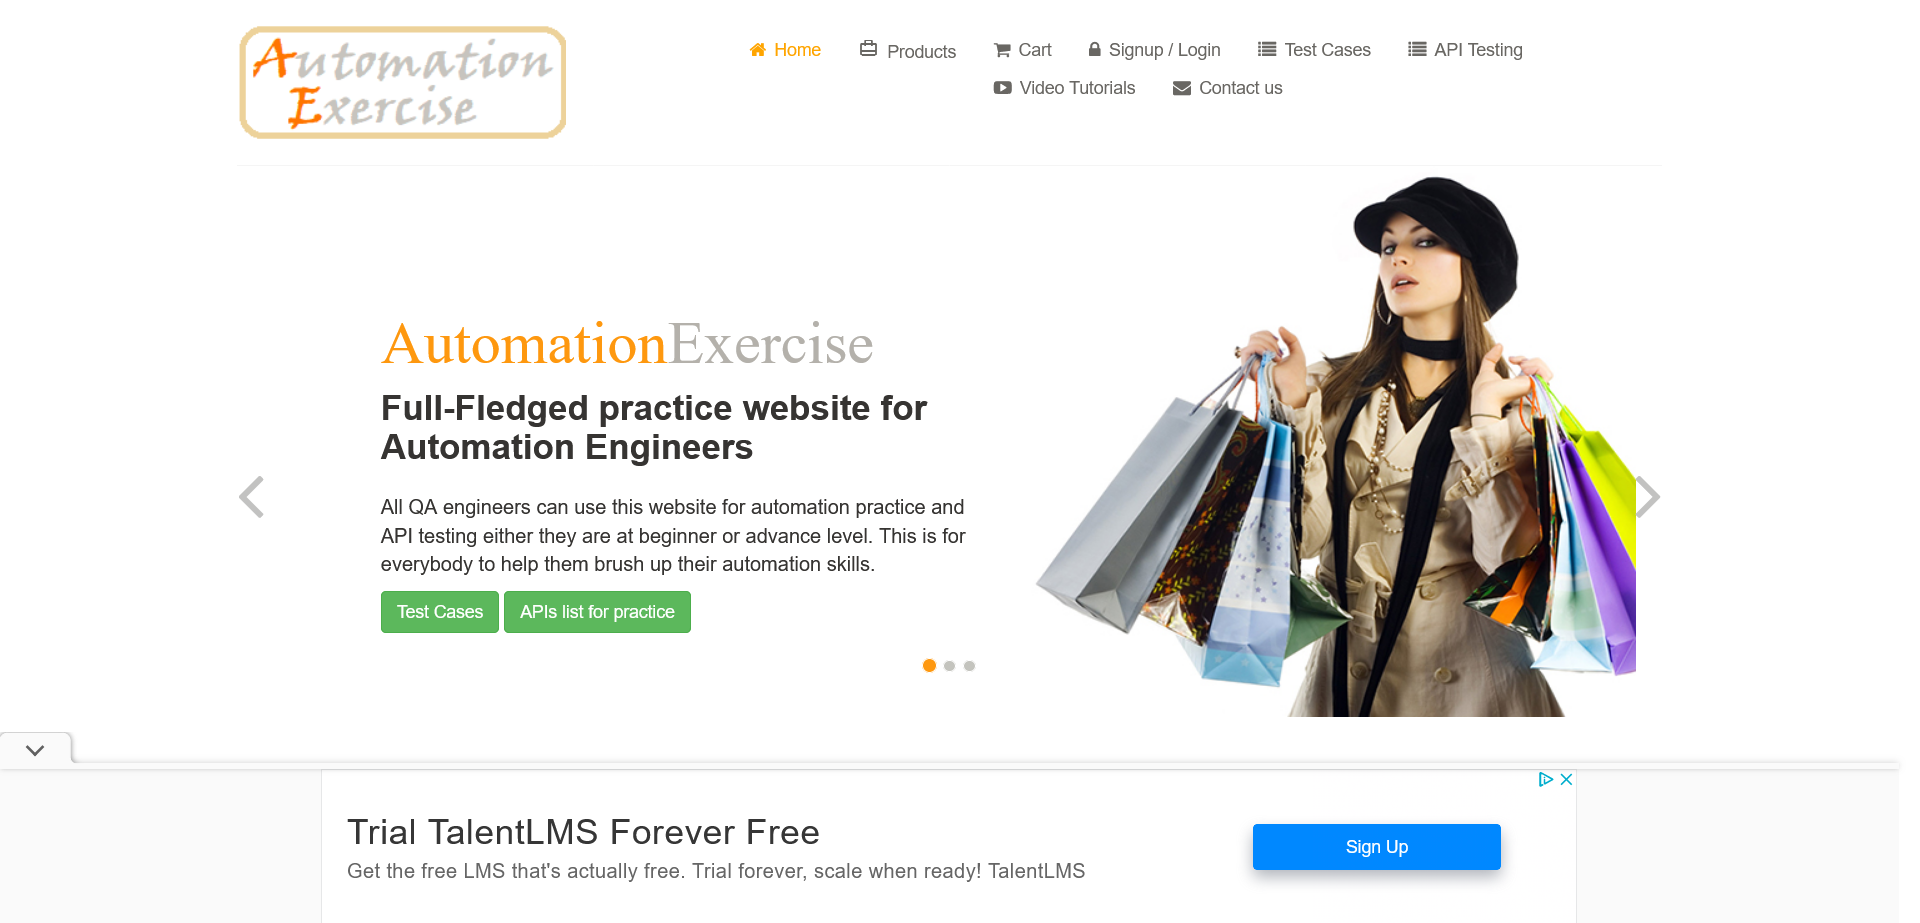 Automation
Exercise
Home
Products
Cart
Signup / Login
Test Cases
API Testing
Video Tutorials
Contact us
AutomationExercise
Full-Fledged practice website for
Automation Engineers
All QA engineers can use this website for automation practice and
API testing either they are at beginner or advance level. This is for
everybody to help them brush up their automation skills.
Test Cases
APIs list for practice
Trial TalentLMS Forever Free
Get the free LMS that's actually free. Trial forever, scale when ready! TalentLMS
Sign Up